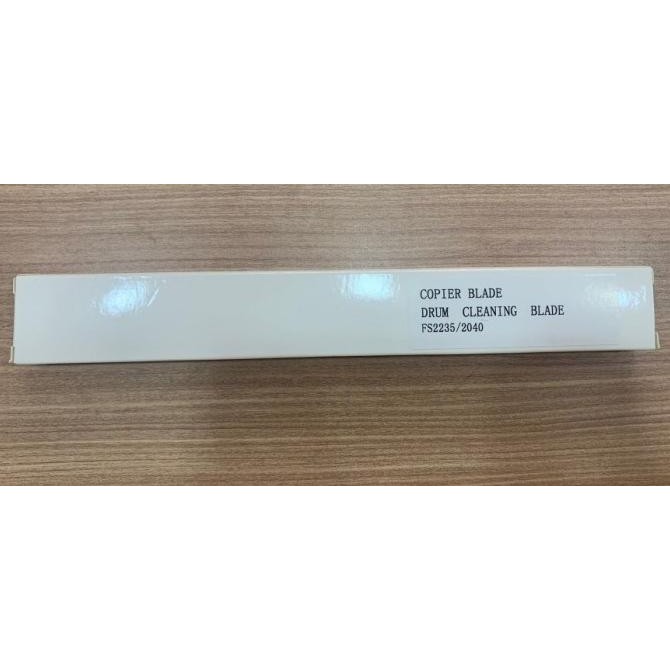 COPIER BLADE
DRUM CLEANING BLADE
FS2235/2040